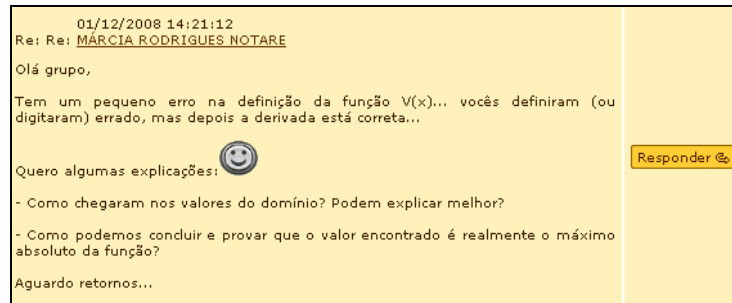 01/12/2008 14:21:12
Re: Re: MÁRCIA RODRIGUES NOTARE
Olá grupo,
Tem um pequeno erro na definição da função V(x)... vocês definiram (ou
digitaram) errado, mas depois a derivada está correta...
Quero algumas explicações:
Responder
- Como chegaram nos valores do domínio? Podem explicar melhor?
- Como podemos concluir e provar que o valor encontrado é realmente o máximo
absoluto da função?
Aguardo retornos...